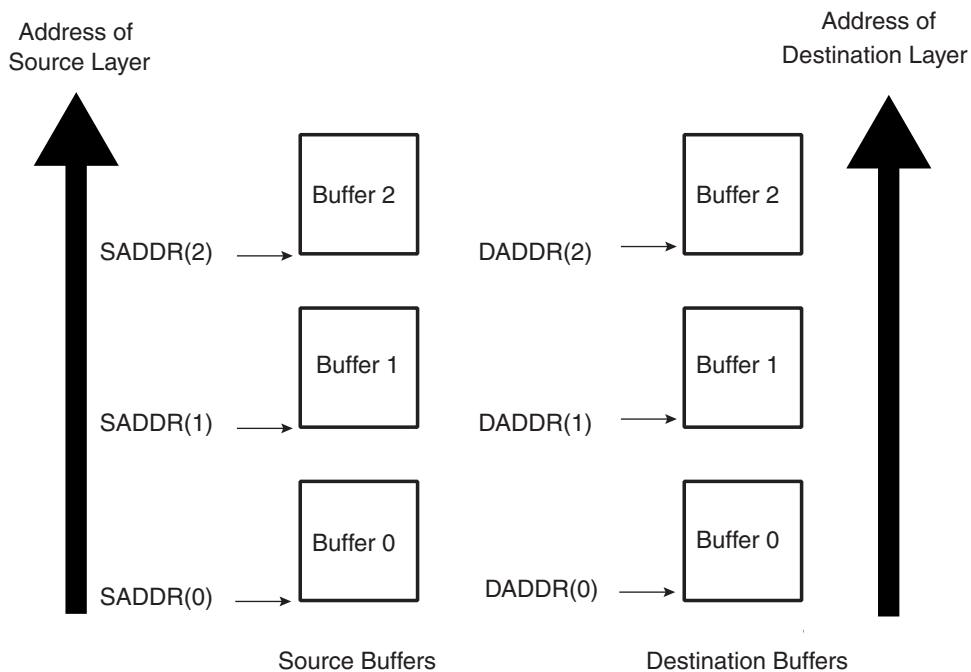 Address of
Source Layer
Address of
Destination Layer
Buffer 2
Buffer 2
SADDR(2)
DADDR(2)
Buffer 1
Buffer 1
SADDR(1)
DADDR(1)
Buffer 0
Buffer 0
SADDR(0)
DADDR(0)
Source Buffers
Destination Buffers